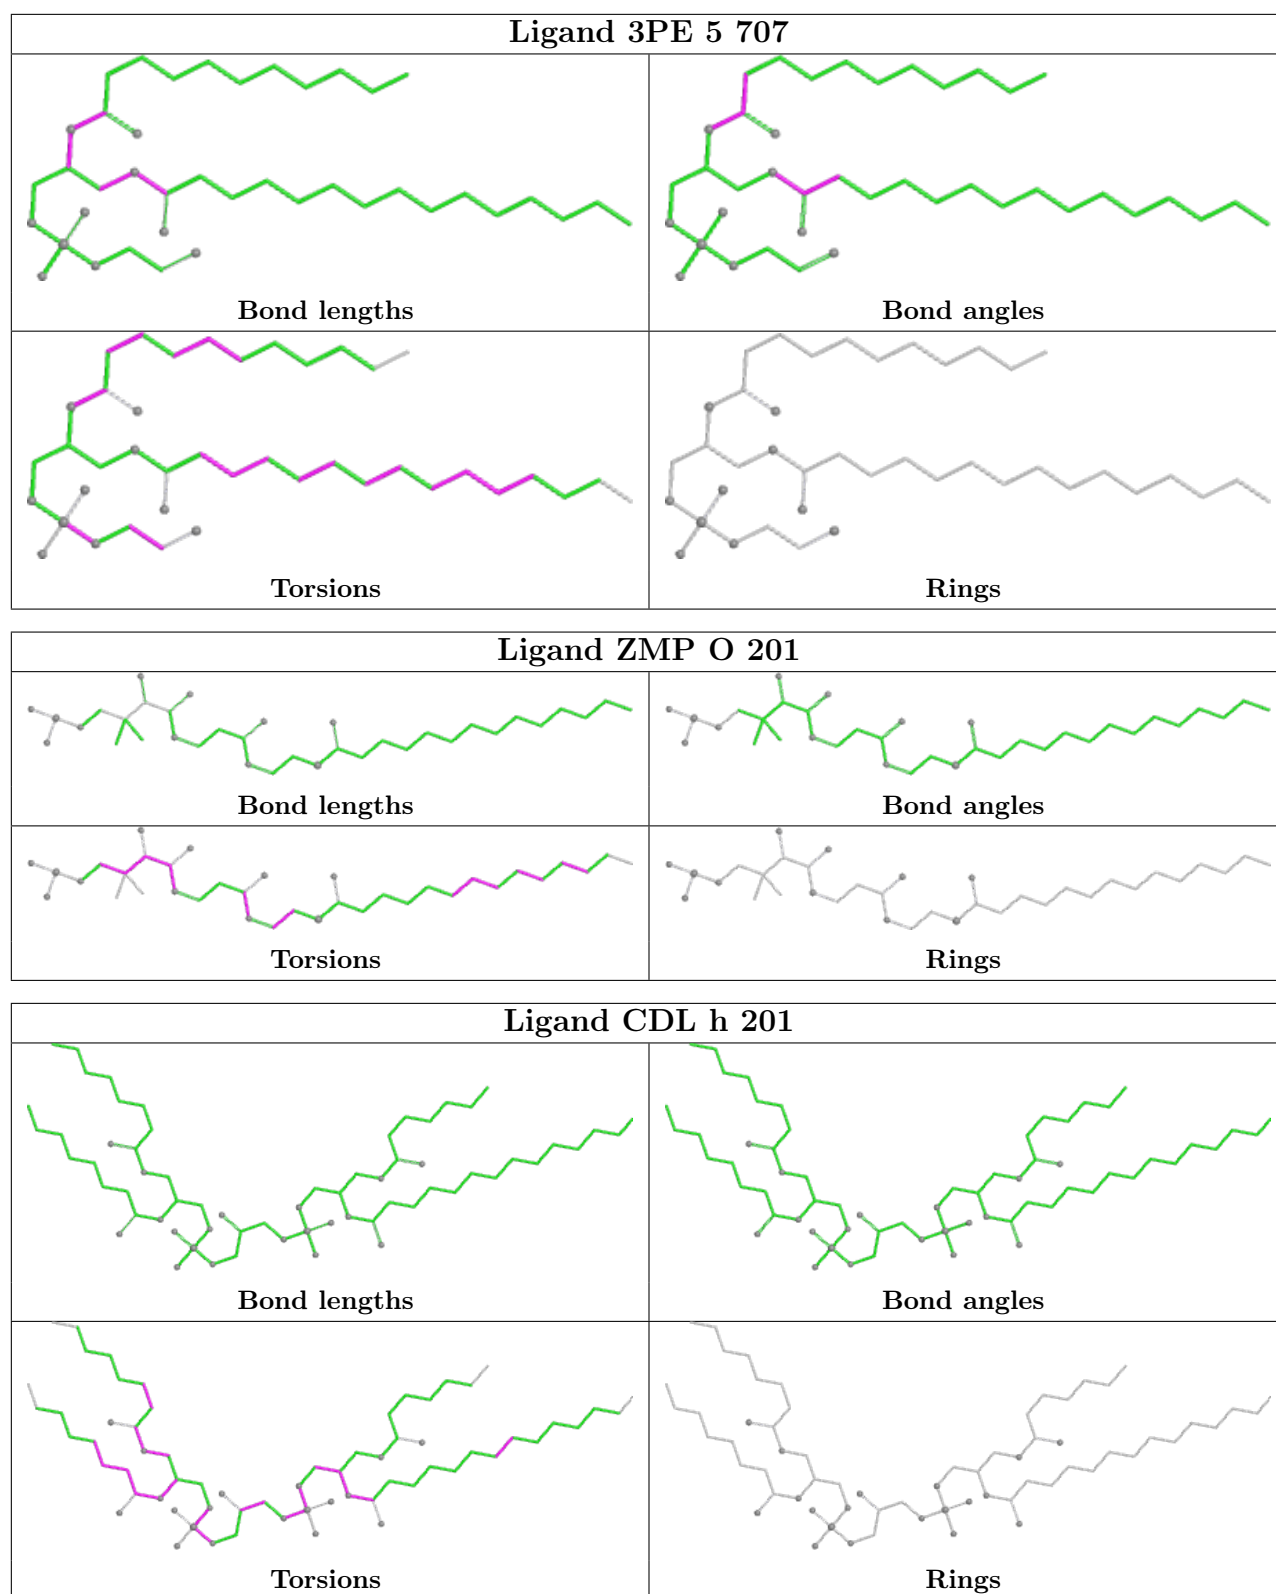 Ligand 3PE 5 707
Bond lengths
Bond angles
Torsions
Rings
Ligand ZMP O 201
Bond lengths
Bond angles
Torsions
Rings
Ligand CDL h 201
Bond lengths
Bond angles
Torsions
Rings